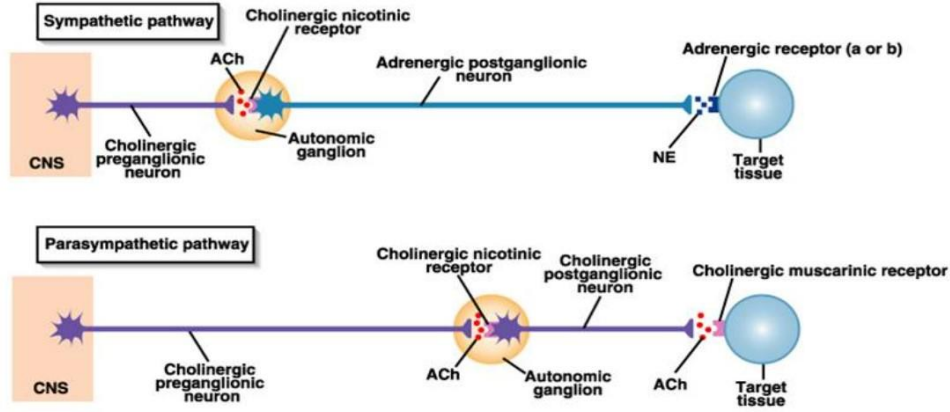 Sympathetic pathway
Cholinergic nicotinic
receptor
ACh
Adrenergic postganglionic
neuron
Adrenergic receptor (a or b)
CNS
Cholinergic
preganglionic
neuron
Autonomic
ganglion
NE
Target
tissue
Parasympathetic pathway
Cholinergic nicotinic
receptor
Cholinergic
postganglionic
neuron
Cholinergic muscarinic receptor
CNS
Cholinergic
preganglionic
neuron
ACh
Autonomic
ganglion
ACh
Target
tissue